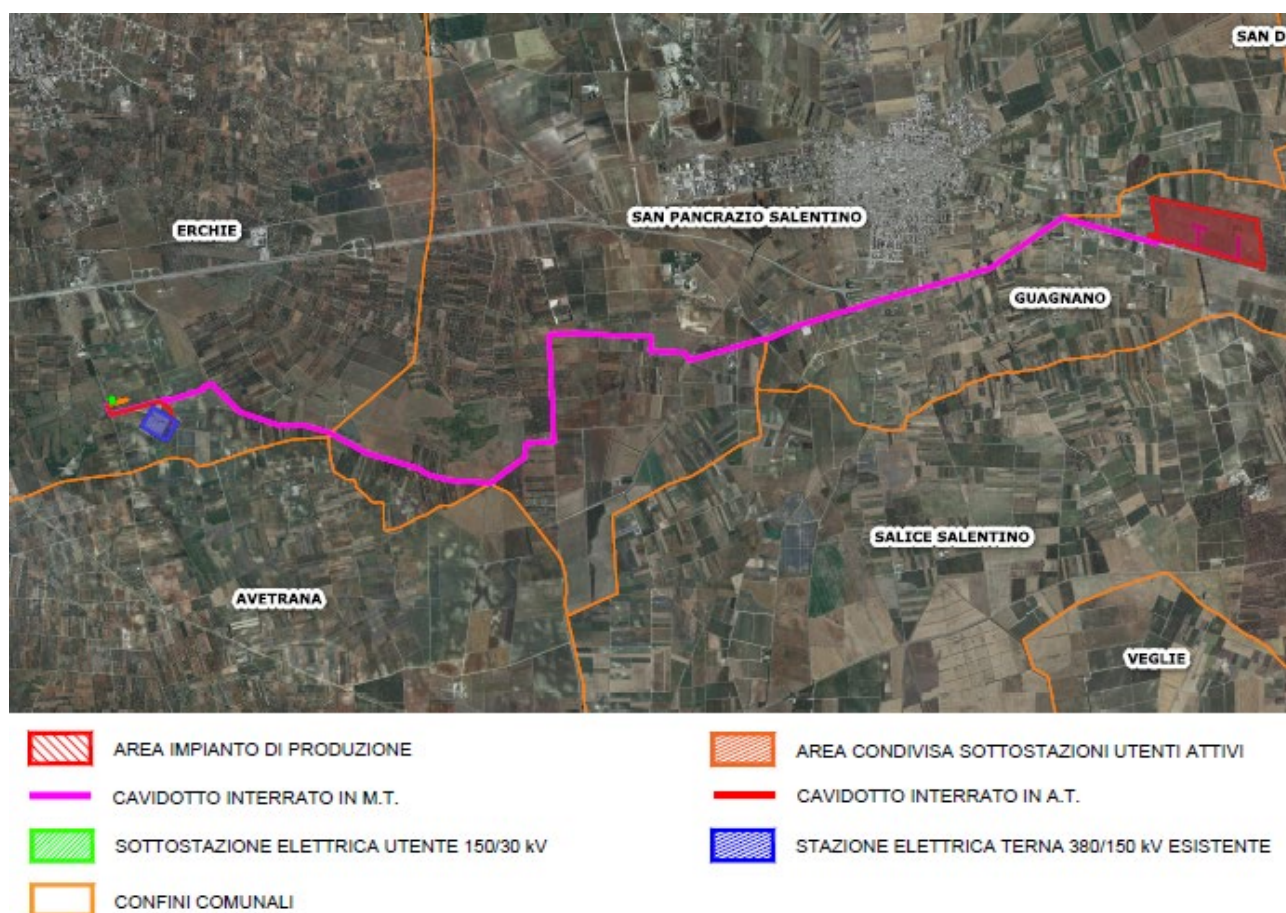 SAN D
SAN PANCRAZIO SALENTINO
ERCHIE
GUAGNANO
SALICE SALENTINO
AVETRANA
VEGLIE
AREA IMPIANTO DI PRODUZIONE
AREA CONDIVISA SOTTOSTAZIONI UTENTI ATTIVI
CAVIDOTTO INTERRATO IN M.T.
CAVIDOTTO INTERRATO IN A.T.
SOTTOSTAZIONE ELETTRICA UTENTE 150/30 kV
STAZIONE ELETTRICA TERNA 380/150 kV ESISTENTE
CONFINI COMUNALI